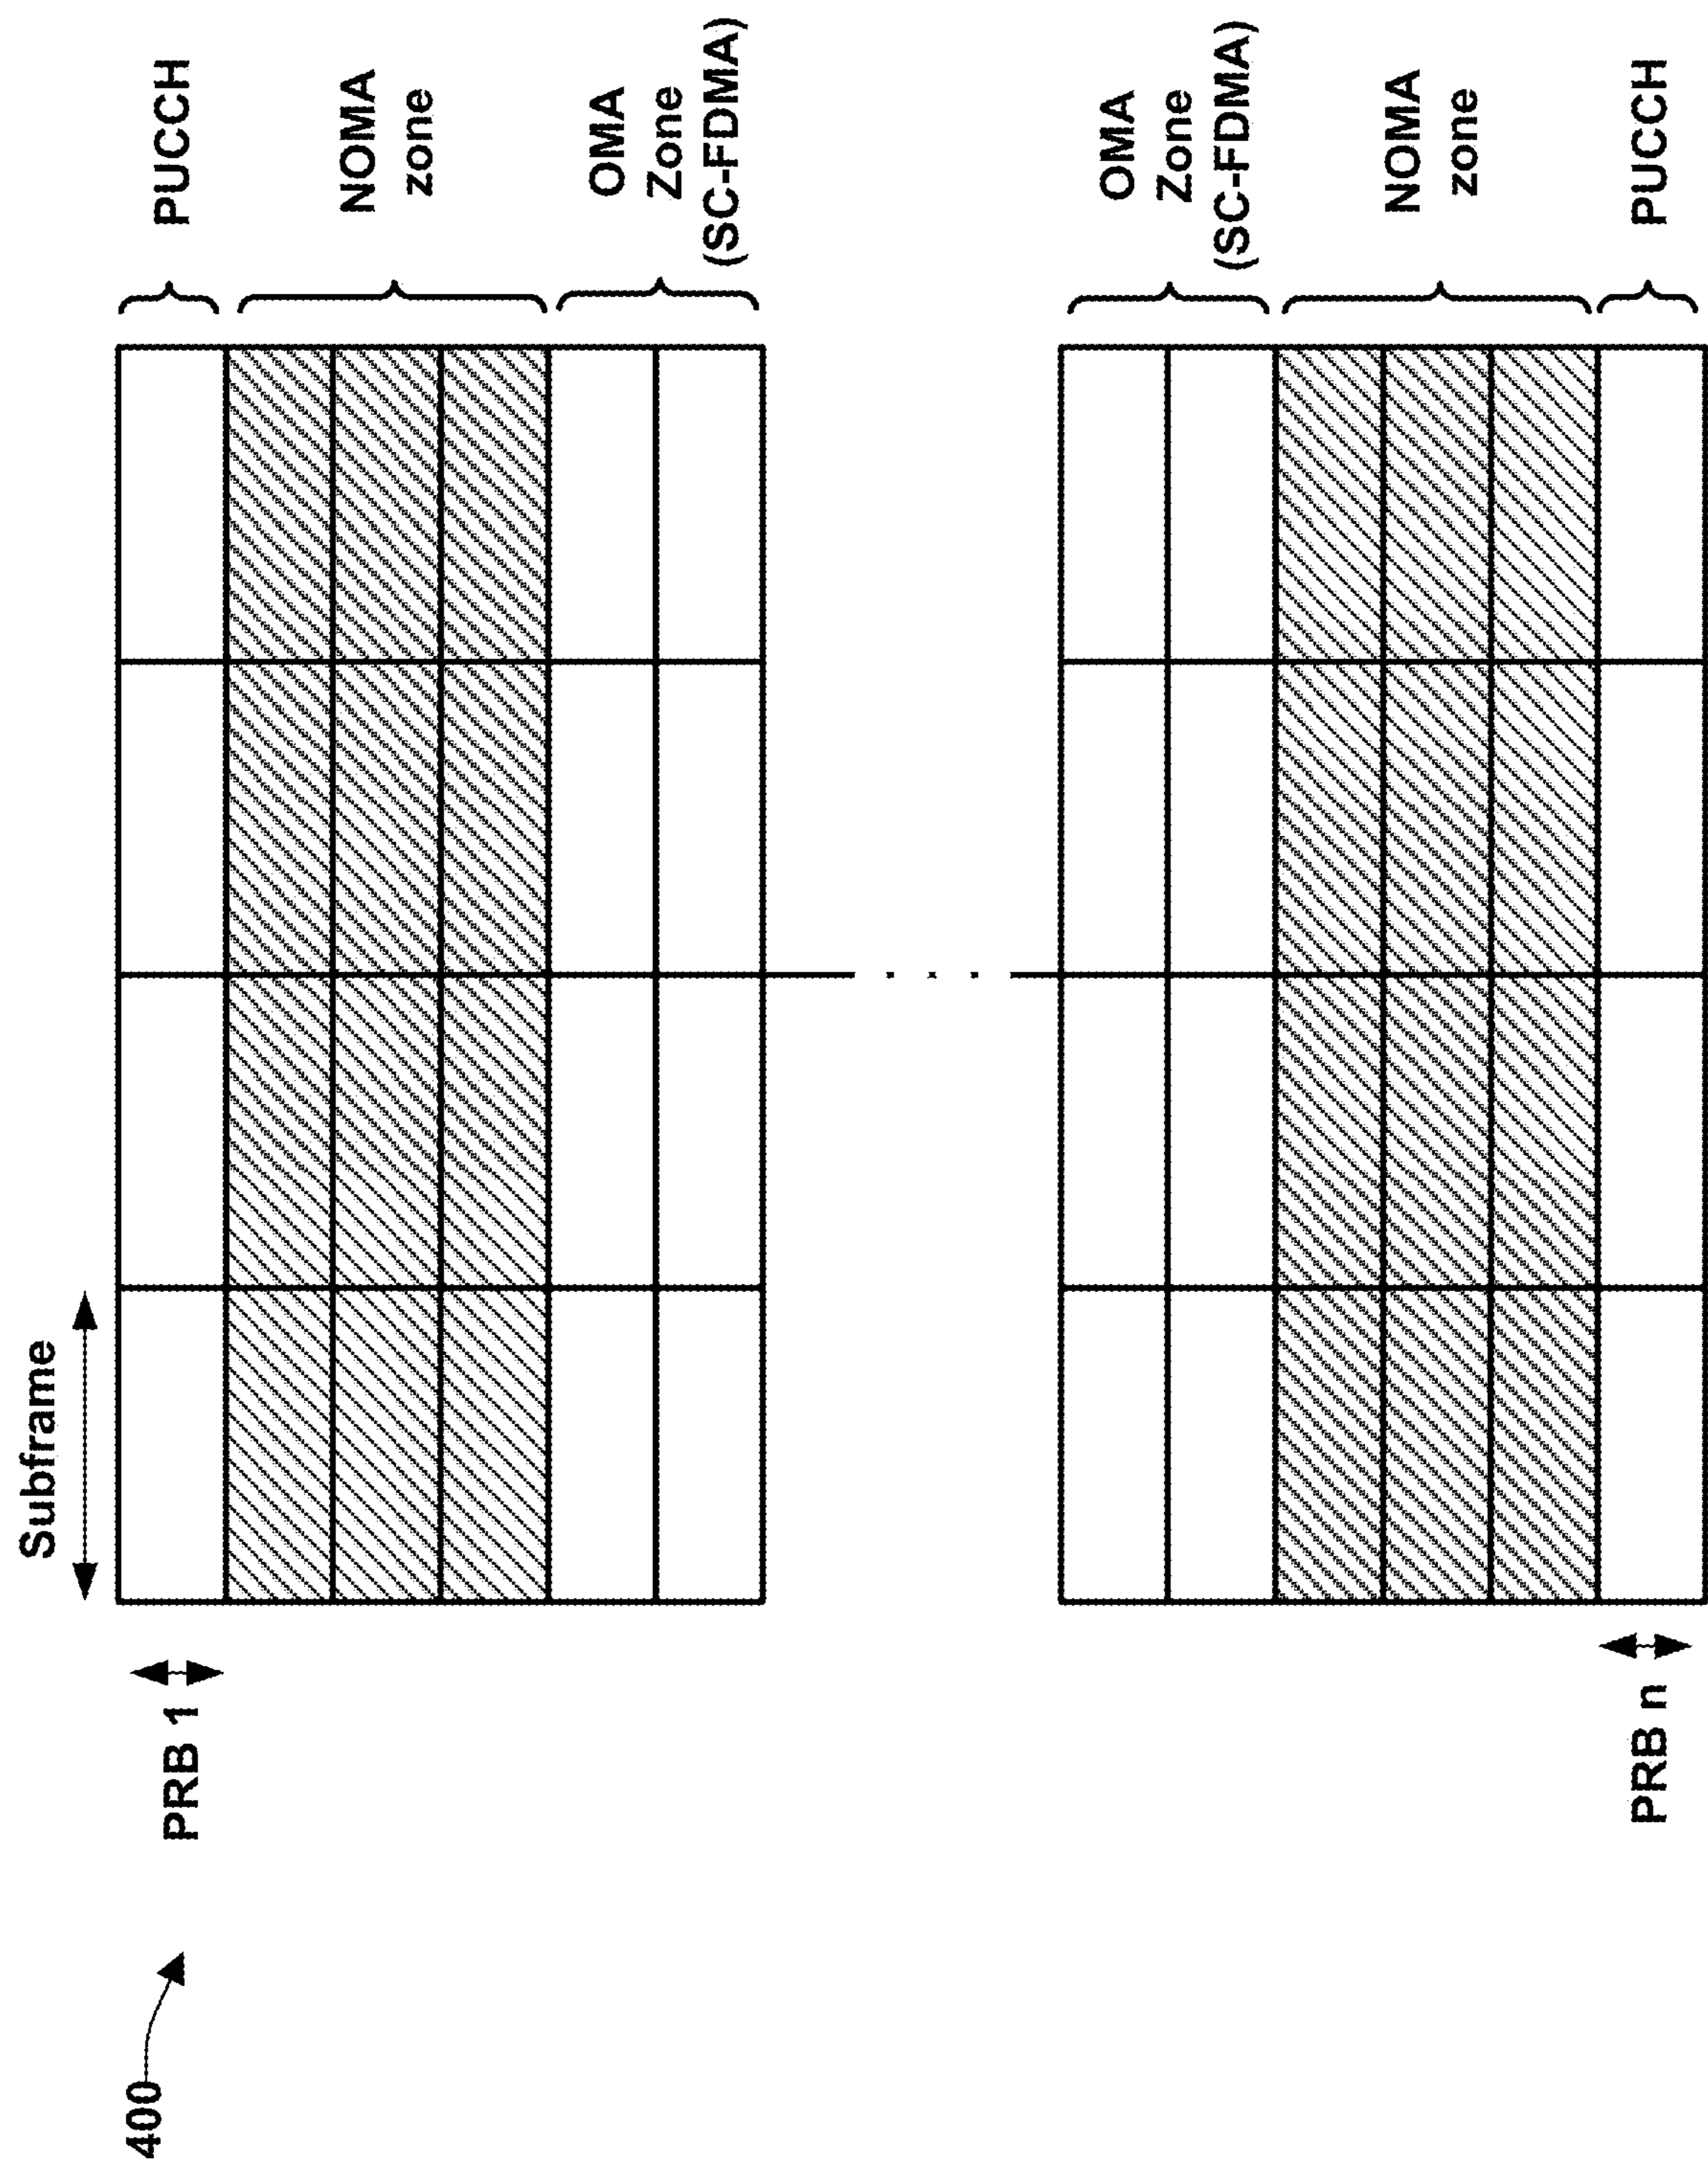 400
Subframe
PRB 1
PUCCH
NOMA
zone
OMA
Zone
(SC-FDMA)
OMA
Zone
(SC-FDMA)
NOMA
zone
PRB n
PUCCH